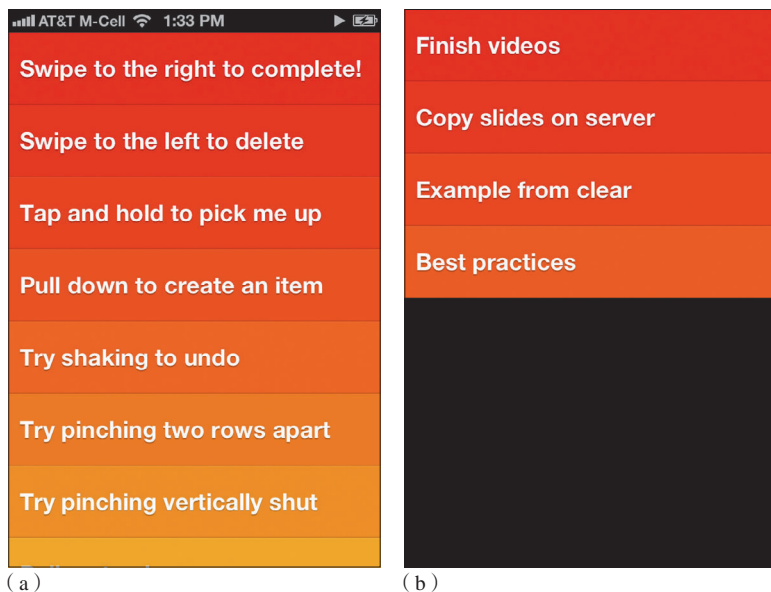 AT&T M-Cell 1:33 PM
Swipe to the right to complete!
Swipe to the left to delete
Tap and hold to pick me up
Pull down to create an item
Try shaking to undo
Try pinching two rows apart
Try pinching vertically shut
(a)
Finish videos
Copy slides on server
Example from clear
Best practices
(b)